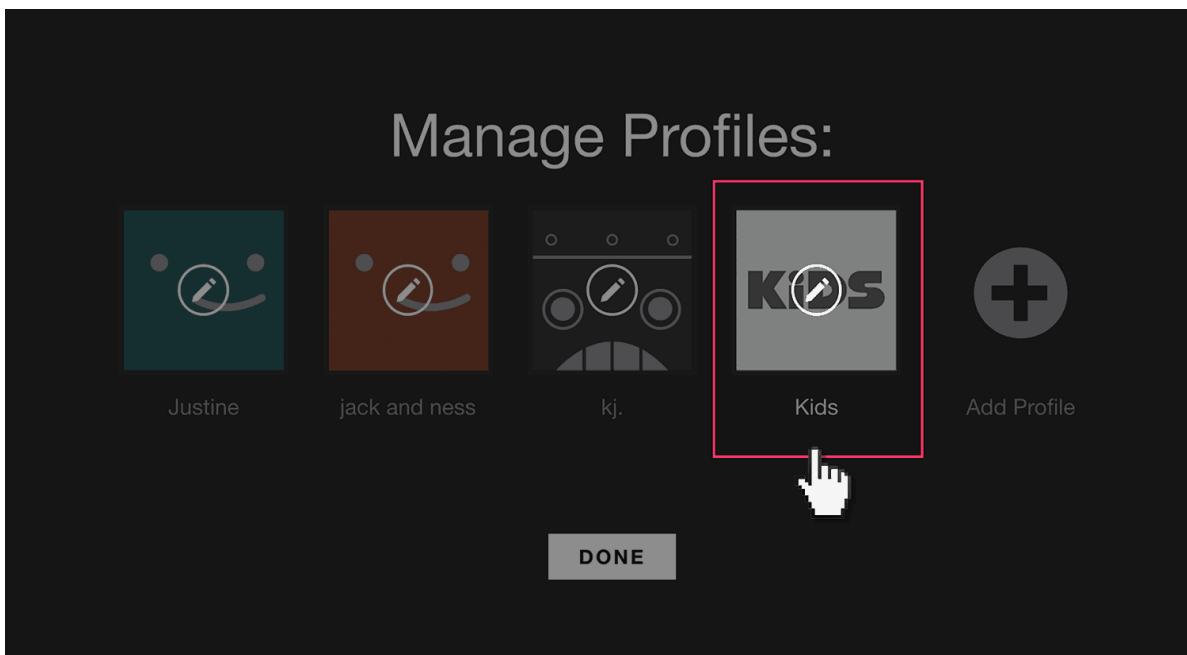 Manage Profiles:
KiDS
Justine
jack and ness
kj.
Kids
Add Profile
DONE